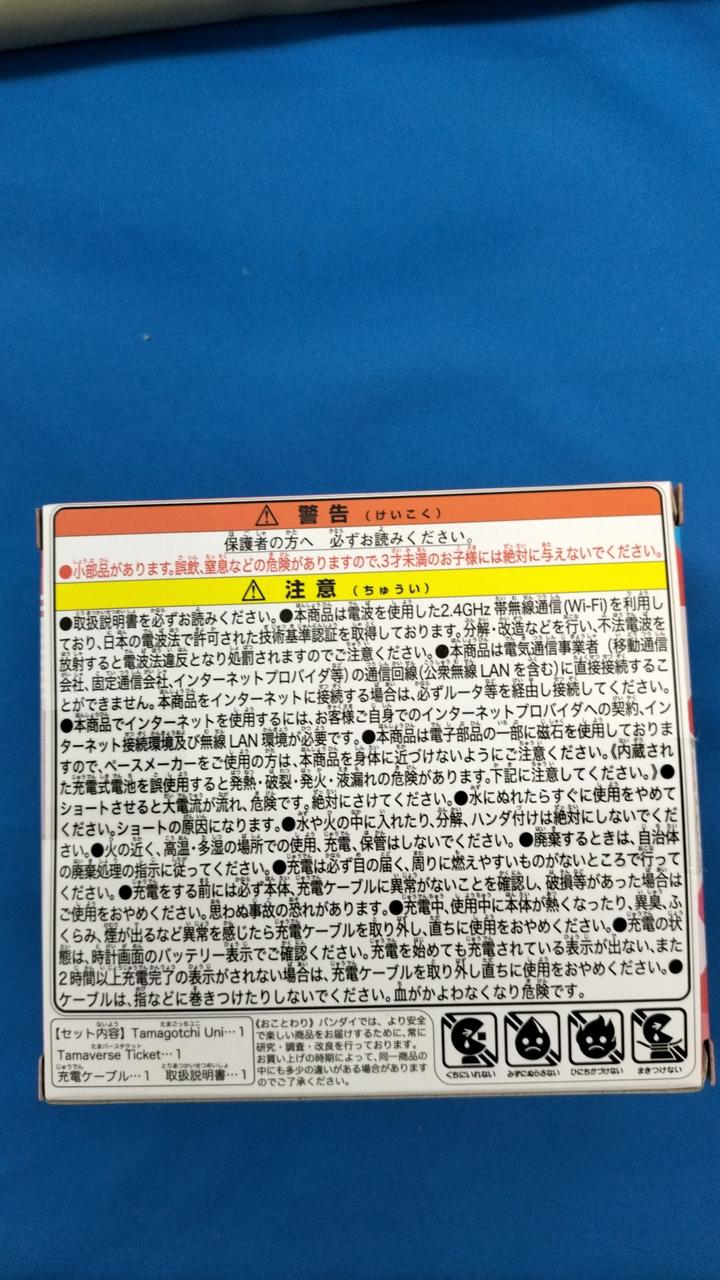 ⚠ 警告 (けいこく)
保護者の方へ 必ずお読みください。
●小部品があります。誤飲、窒息などの危険がありますので、3才未満のお子様には絶対に与えないでください。
⚠ 注意 (ちゅうい)
●取扱説明書を必ずお読みください。●本商品は電波を使用した2.4GHz 帯無線通信(Wi-Fi)を利用し
ており、日本の電波法で許可された技術基準認証を取得しております。分解・改造などを行い、不法電波を
放射すると電波法違反となり処罰されますのでご注意ください。●本商品は電気通信事業者(移動通信
会社、固定通信会社、インターネットプロバイダ等)の通信回線(公衆無線LANを含む)に直接接続するこ
とができません。本商品をインターネットに接続する場合は、必ずルータ等を経由し接続してください。
●本商品でインターネットを使用するには、お客様ご自身でのインターネットプロバイダへの契約、イン
ターネット接続環境及び無線LAN環境が必要です。●本商品は電子部品の一部に磁石を使用しておりま
すので、ペースメーカーをご使用の方は、本商品を身体に近づけないようにご注意ください。《内蔵され
た充電式電池を誤使用すると発熱・破裂・発火・液漏れの危険があります。下記に注意してください。》●
ショートさせると大電流が流れ、危険です。絶対にさけてください。●水にぬれたらすぐに使用をやめて
ください。ショートの原因になります。●水や火の中に入れたり、分解、ハンダ付けは絶対にしないでくだ
さい。●火の近く、高温・多湿の場所での使用、充電、保管はしないでください。●廃棄するときは、自治体
の廃棄処理の指示に従ってください。●充電は必ず目の届く、周りに燃えやすいものがないところで行って
ください。●充電をする前には必ず本体、充電ケーブルに異常がないことを確認し、破損等があった場合は
ご使用をおやめください。思わぬ事故の恐れがあります。●充電中、使用中に本体が熱くなったり、異臭、ふ
くらみ、煙が出るなど異常を感じたら充電ケーブルを取り外し、直ちに使用をおやめください。●充電の状
態は、時計画面のバッテリー表示でご確認ください。充電を始めても充電されている表示が出ない、また
2時間以上充電完了の表示がされない場合は、充電ケーブルを取り外し直ちに使用をおやめください。●
ケーブルは、指などに巻きつけたりしないでください。血がかよわなくなり危険です。
【セット内容】Tamagotchi Uni…1
Tamaverse Ticket…1
充電ケーブル…1 取扱説明書…1
《おことわり》バンダイでは、より安全
で楽しい商品をお届けするために、常に
研究・調査・改良を行っております。
お買い上げの時期によって、同一商品の
中にも多少の違いがある場合があります
のでご了承ください。
くちにいれない みずにぬらさない ひにちかづけない まきつけない